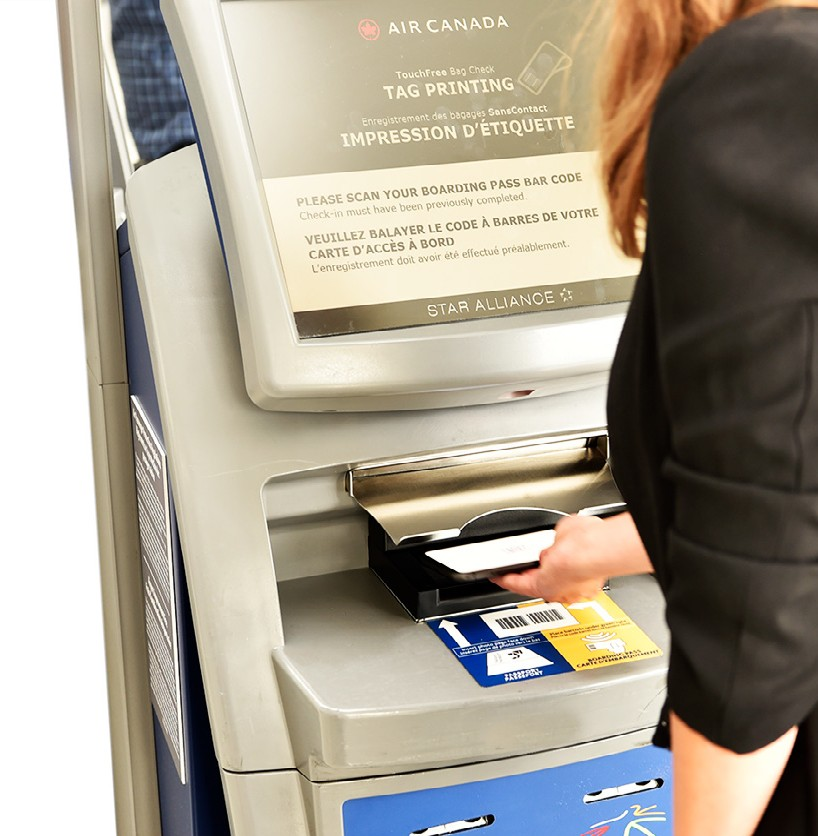 AIR CANADA
TouchFree Bag Check
TAG PRINTING
Enregistrement des bagages SansContact
IMPRESSION D'ÉTIQUETTE
PLEASE SCAN YOUR BOARDING PASS BAR CODE
Check-in must have been previously completed.
VEUILLEZ BALAYER LE CODE À BARRES DE VOTRE
CARTE D'ACCÈS À BORD
L'enregistrement doit avoir été effectué préalablement.
STAR ALLIANCE
BOARDING PASS
CARTE D'EMBARQUEMENT
PASSPORT
PASSEPORT